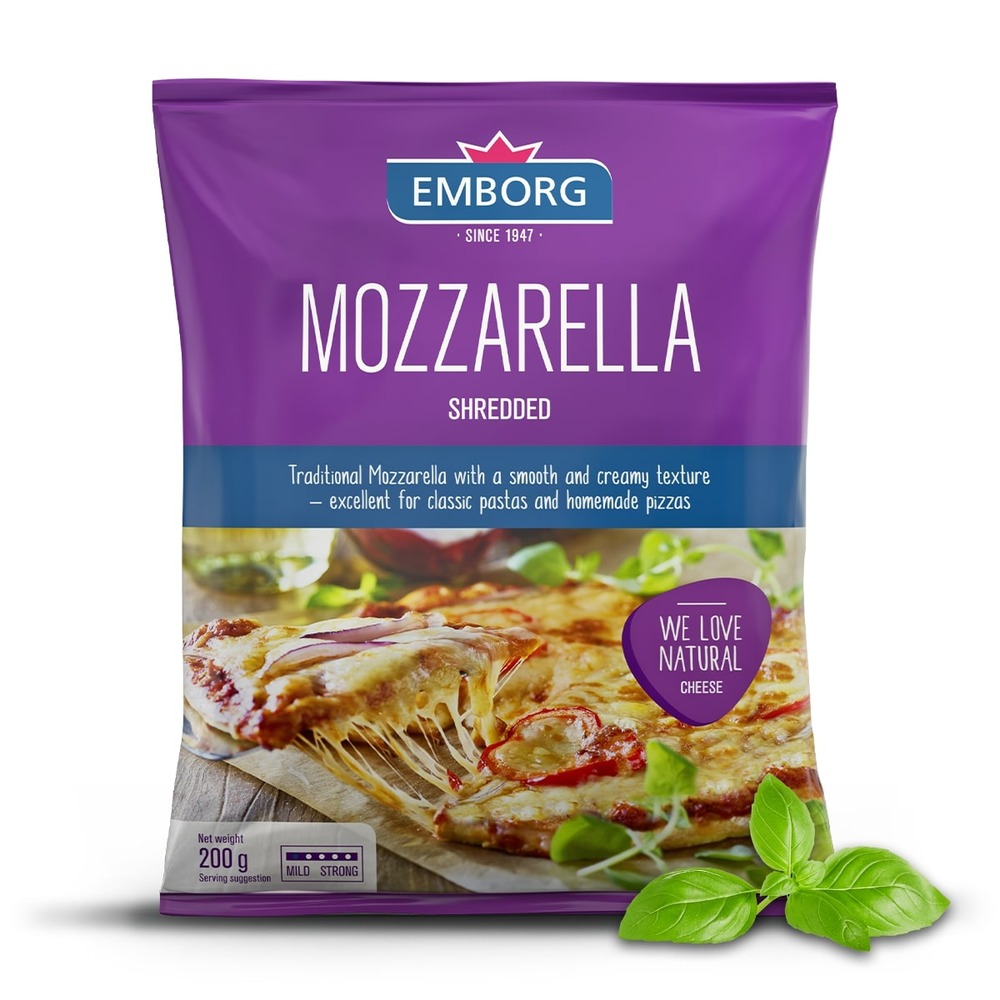 EMBORG
· SINCE 1947 ·
MOZZARELLA
SHREDDED
Traditional Mozzarella with a smooth and creamy texture
– excellent for classic pastas and homemade pizzas
WE LOVE
NATURAL
CHEESE
Net weight
200 g
Serving suggestion
MILD STRONG